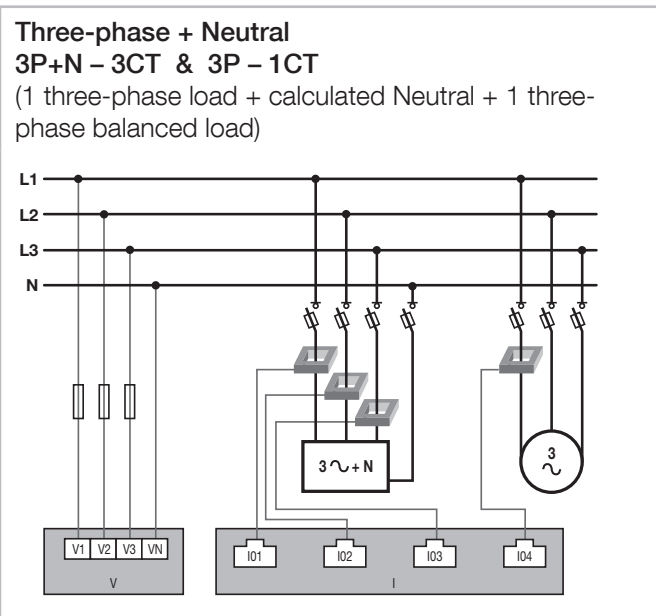 Three-phase + Neutral
3P+N – 3CT & 3P – 1CT
(1 three-phase load + calculated Neutral + 1 three-
phase balanced load)
L1
L2
L3
N
3 ∿ + N
3
∿
V1 V2 V3 VN
V
I01 I02 I03 I04
I